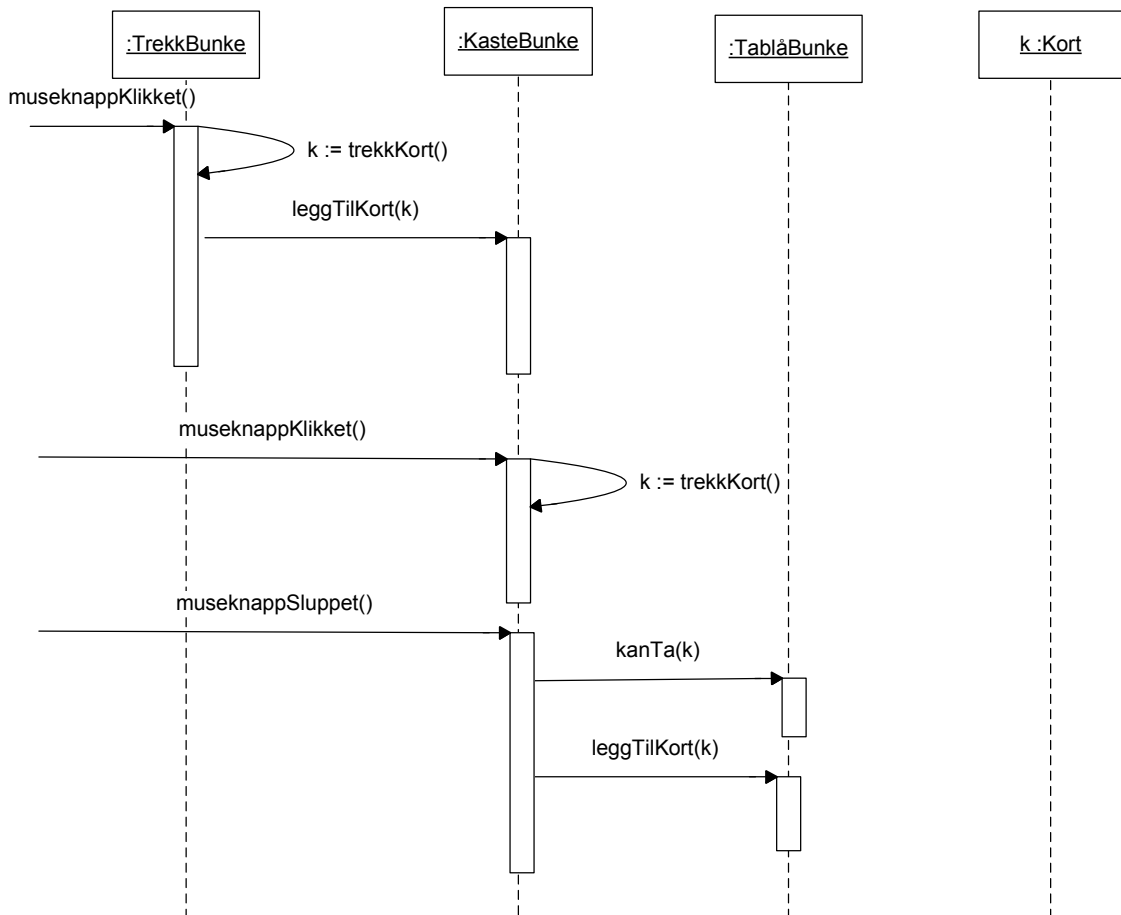 :TrekkBunke
:KasteBunke
:TablåBunke
k :Kort
museknappKlikket()
k := trekkKort()
leggTilKort(k)
museknappKlikket()
k := trekkKort()
museknappSluppet()
kanTa(k)
leggTilKort(k)